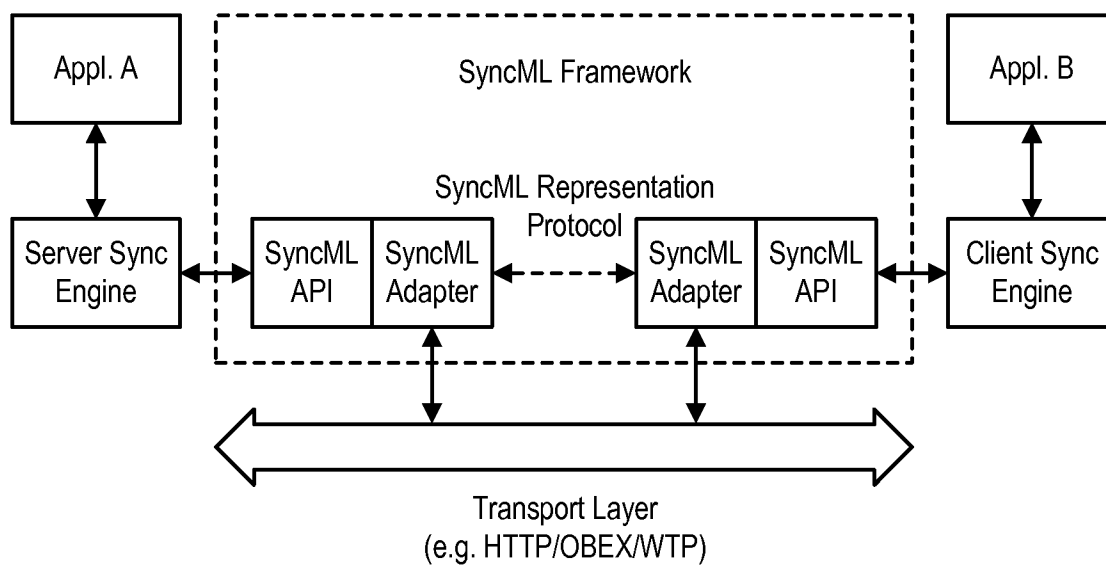 Appl. A
SyncML Framework
Appl. B
SyncML Representation
Protocol
Server Sync
Engine
SyncML
API
SyncML
Adapter
SyncML
Adapter
SyncML
API
Client Sync
Engine
Transport Layer
(e.g. HTTP/OBEX/WTP)